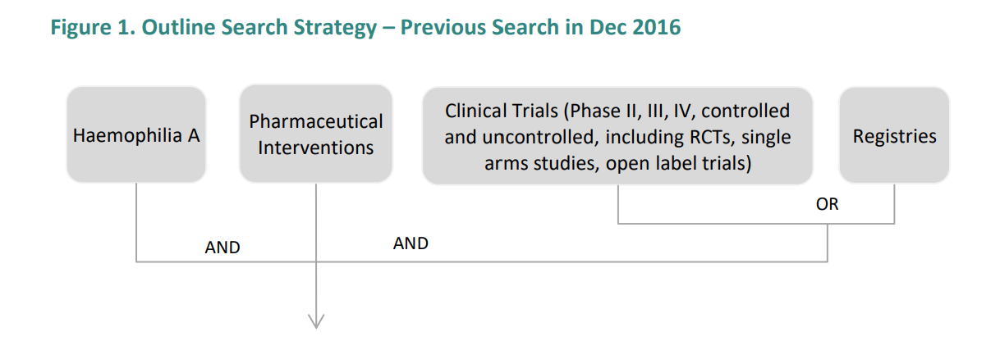 Figure 1. Outline Search Strategy – Previous Search in Dec 2016
Haemophilia A
Pharmaceutical
Interventions
Clinical Trials (Phase II, III, IV, controlled
and uncontrolled, including RCTs, single
arms studies, open label trials)
Registries
OR
AND
AND